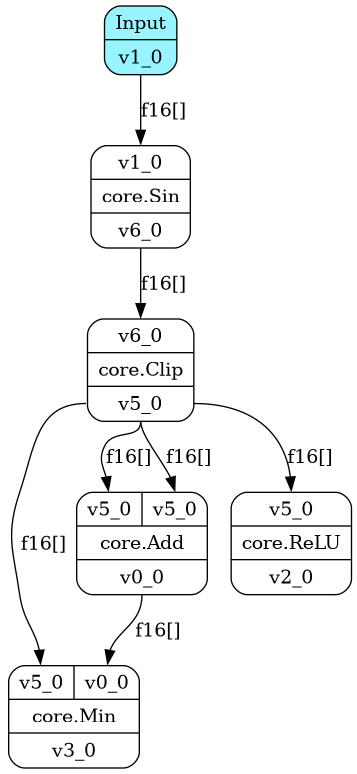 Input
v1_0
f16[]
v1_0
core.Sin
v6_0
f16[]
v6_0
core.Clip
v5_0
f16[] f16[] f16[]
v5_0 v5_0 v5_0
f16[] core.Add core.ReLU
v0_0 v2_0
f16[]
v5_0 v0_0
core.Min
v3_0